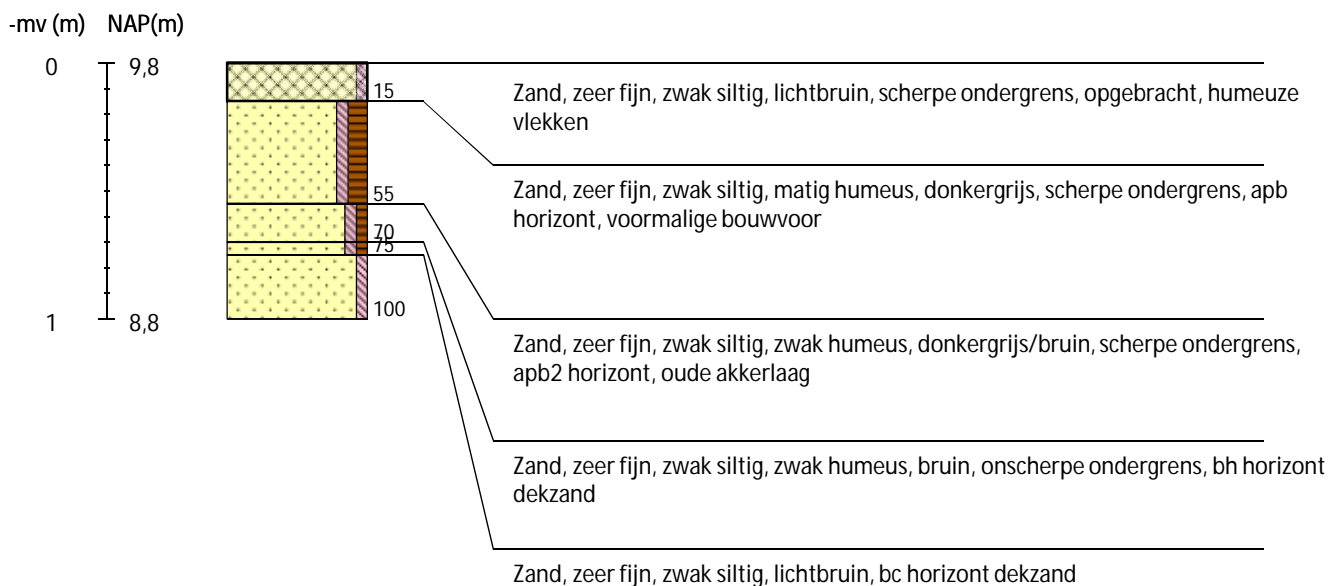 -mv (m) NAP(m)
0 9,8
15
Zand, zeer fijn, zwak siltig, lichtbruin, scherpe ondergrens, opgebracht, humeuze
vlekken
Zand, zeer fijn, zwak siltig, matig humeus, donkergrijs, scherpe ondergrens, apb
horizont, voormalige bouwvoor
55
70
75
100
1 8,8
Zand, zeer fijn, zwak siltig, zwak humeus, donkergrijs/bruin, scherpe ondergrens,
apb2 horizont, oude akkerlaag
Zand, zeer fijn, zwak siltig, zwak humeus, bruin, onscherpe ondergrens, bh horizont
dekzand
Zand, zeer fijn, zwak siltig, lichtbruin, bc horizont dekzand